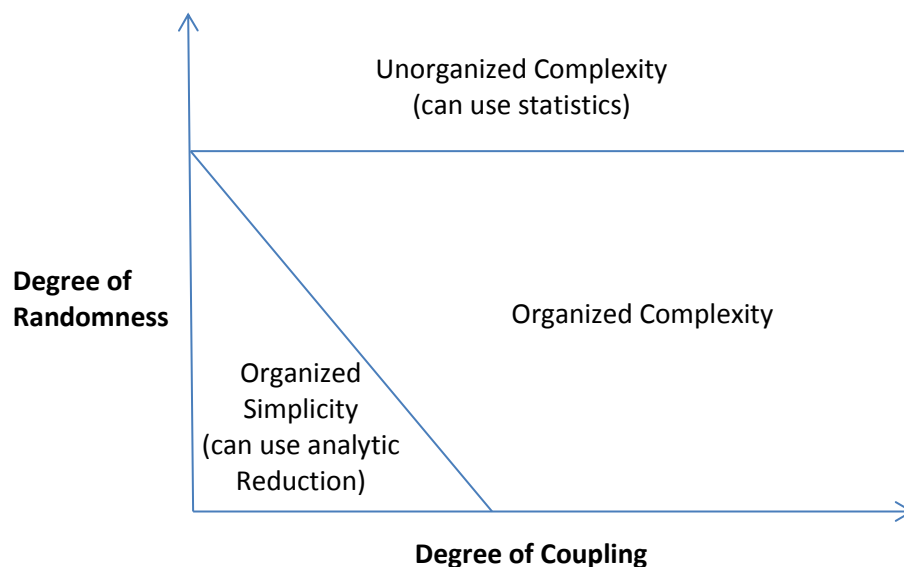 Unorganized Complexity
(can use statistics)
Degree of
Randomness
Organized Complexity
Organized
Simplicity
(can use analytic
Reduction)
Degree of Coupling